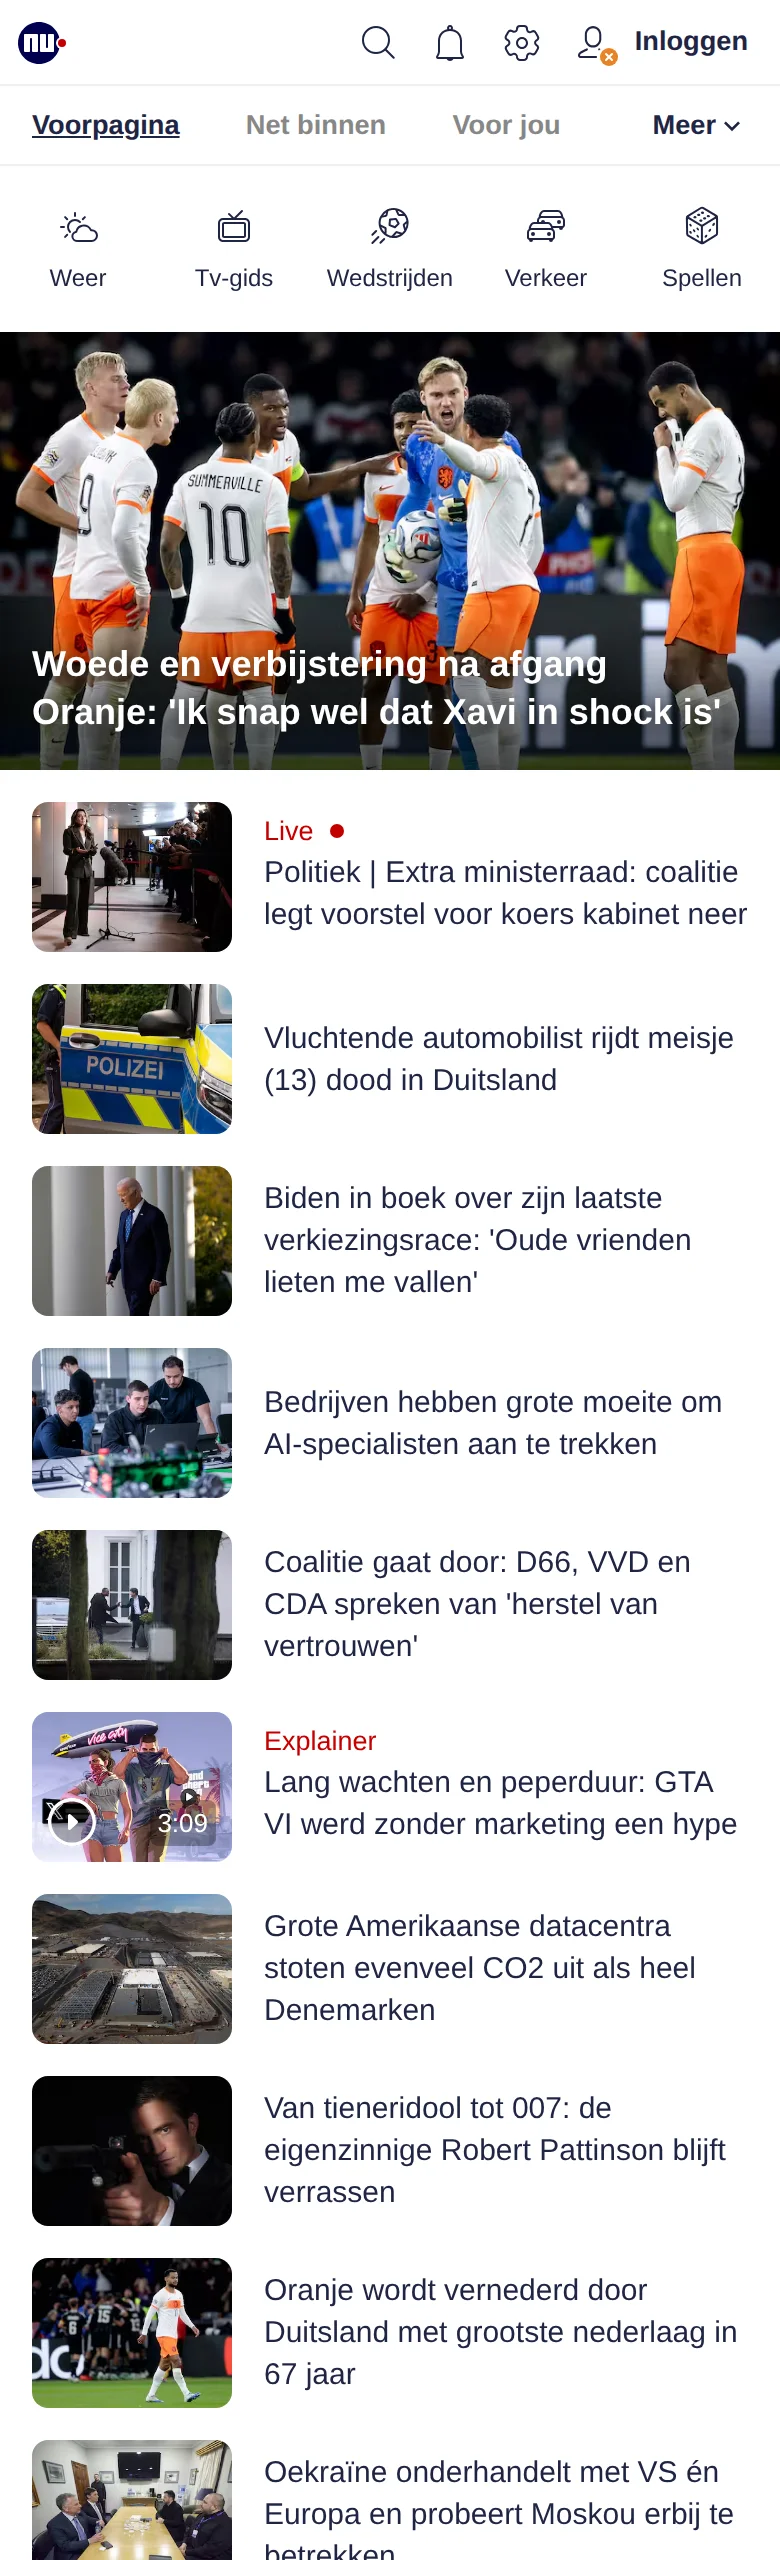 nu
Inloggen
Voorpagina
Net binnen
Voor jou
Meer
Weer
Tv-gids
Wedstrijden
Verkeer
Spellen
SUMMERVILLE
10
9
7
Woede en verbijstering na afgang
Oranje: 'Ik snap wel dat Xavi in shock is'
Live
Politiek | Extra ministerraad: coalitie
legt voorstel voor koers kabinet neer
POLIZEI
Vluchtende automobilist rijdt meisje
(13) dood in Duitsland
Biden in boek over zijn laatste
verkiezingsrace: 'Oude vrienden
lieten me vallen'
Bedrijven hebben grote moeite om
AI-specialisten aan te trekken
Coalitie gaat door: D66, VVD en
CDA spreken van 'herstel van
vertrouwen'
vice city
3:09
Explainer
Lang wachten en peperduur: GTA
VI werd zonder marketing een hype
Grote Amerikaanse datacentra
stoten evenveel CO2 uit als heel
Denemarken
Van tieneridool tot 007: de
eigenzinnige Robert Pattinson blijft
verrassen
6
15
Oranje wordt vernederd door
Duitsland met grootste nederlaag in
67 jaar
Oekraïne onderhandelt met VS én
Europa en probeert Moskou erbij te
betrekken